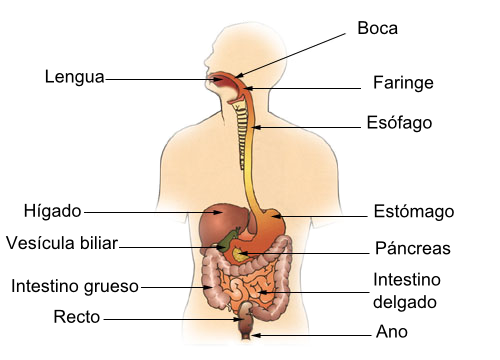 Boca
Lengua
Faringe
Esófago
Hígado
Estómago
Vesícula biliar
Páncreas
Intestino grueso
Intestino
delgado
Recto
Ano